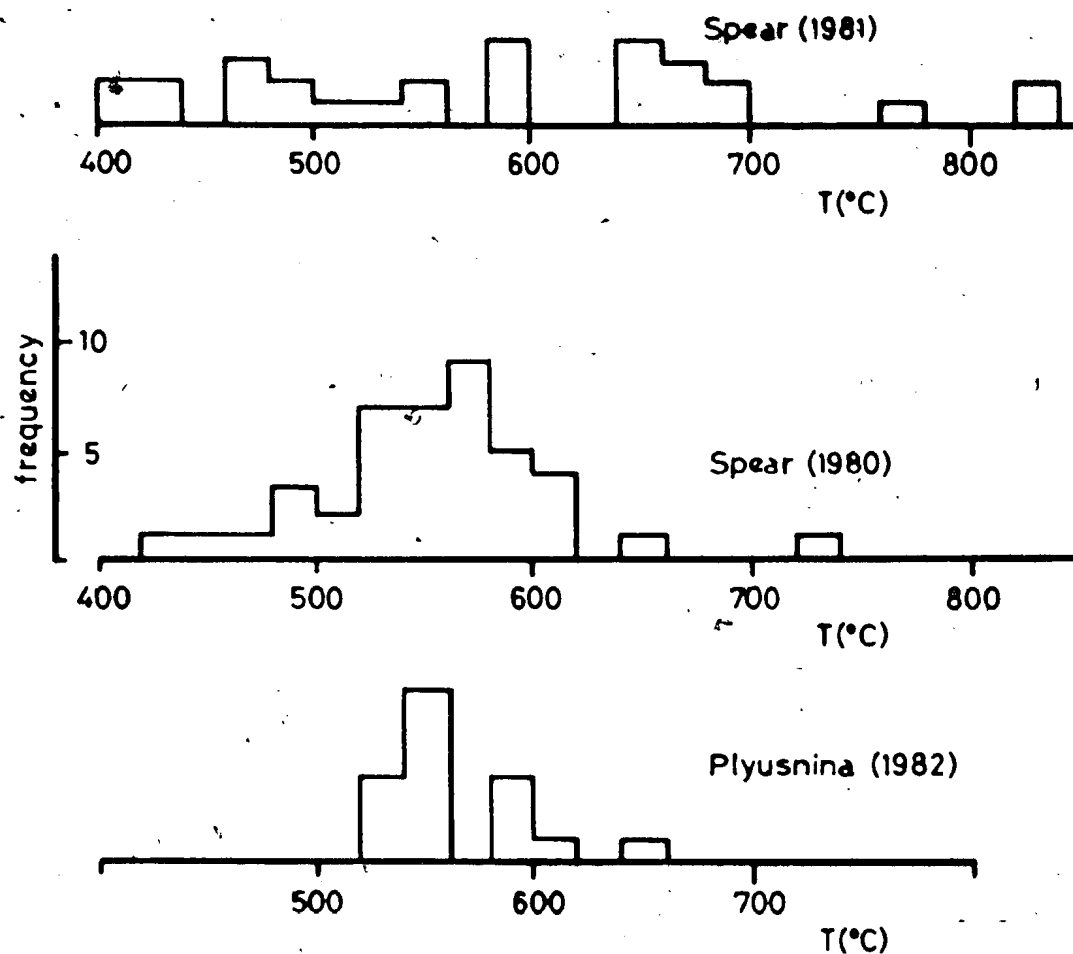 Spear (1981)
400 500 600 700 800
T(°C)
frequency
10
5
Spear (1980)
400 500 600 700 800
T(°C)
Plyusnina (1982)
500 600 700
T(°C)